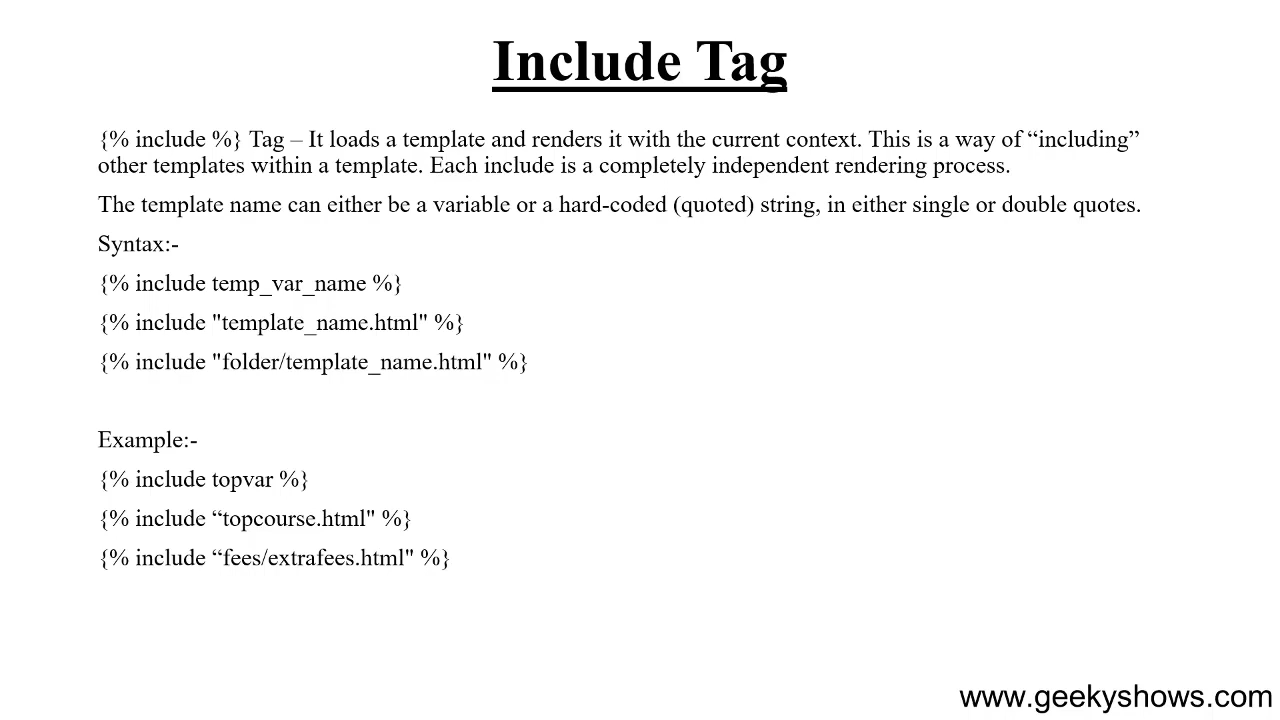 Include Tag
{% include %} Tag – It loads a template and renders it with the current context. This is a way of “including”
other templates within a template. Each include is a completely independent rendering process.
The template name can either be a variable or a hard-coded (quoted) string, in either single or double quotes.
Syntax:-
{% include temp_var_name %}
{% include "template_name.html" %}
{% include "folder/template_name.html" %}
Example:-
{% include topvar %}
{% include “topcourse.html" %}
{% include “fees/extrafees.html" %}
www.geekyshows.com